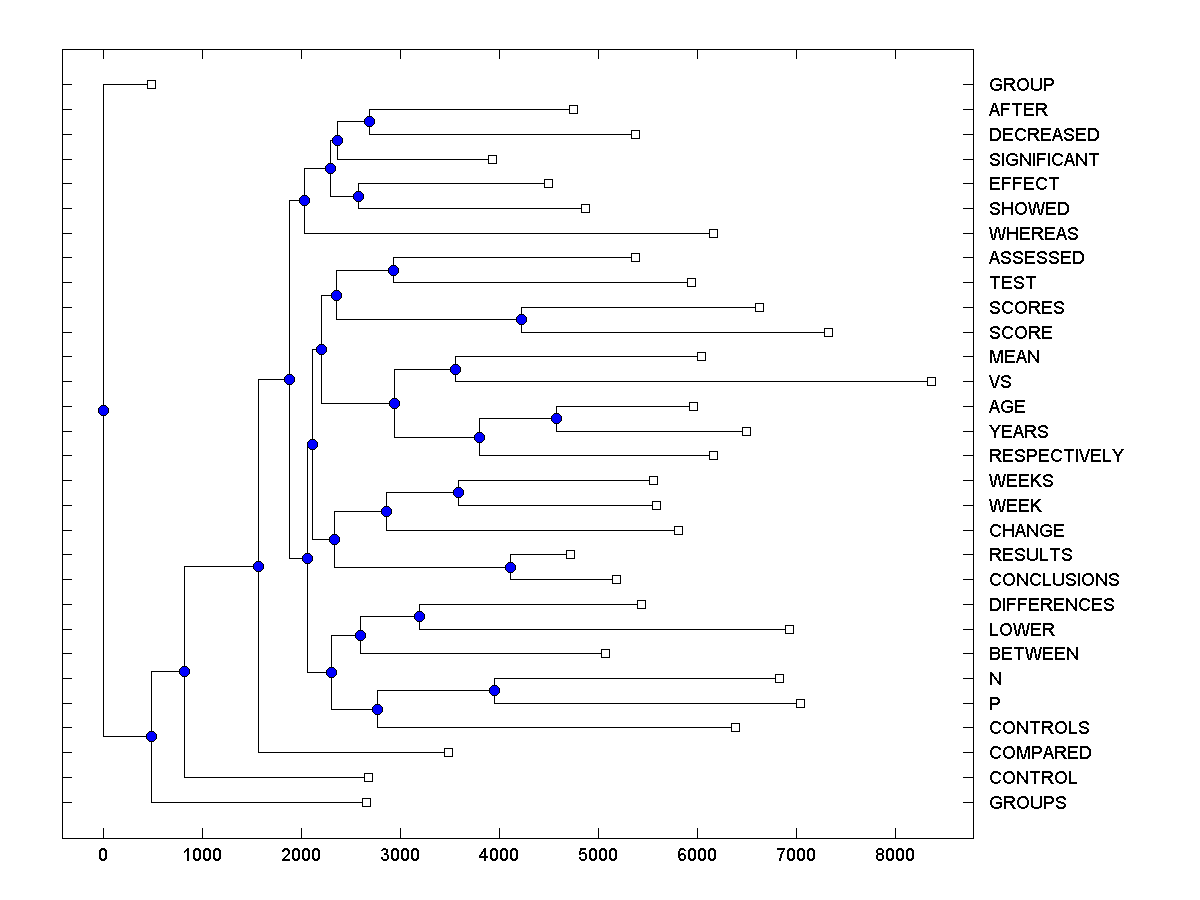 GROUP
AFTER
DECREASED
SIGNIFICANT
EFFECT
SHOWED
WHEREAS
ASSESSED
TEST
SCORES
SCORE
MEAN
VS
AGE
YEARS
RESPECTIVELY
WEEKS
WEEK
CHANGE
RESULTS
CONCLUSIONS
DIFFERENCES
LOWER
BETWEEN
N
P
CONTROLS
COMPARED
CONTROL
GROUPS
0 1000 2000 3000 4000 5000 6000 7000 8000